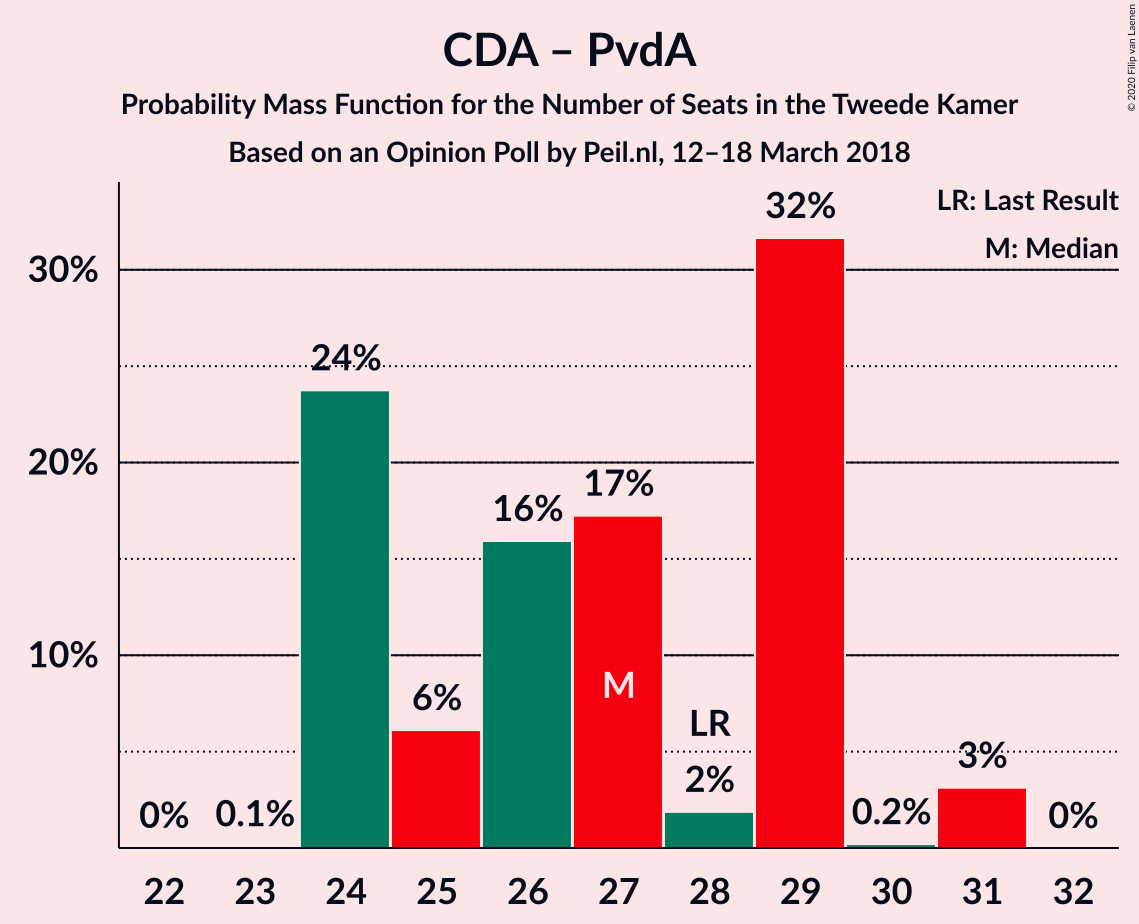 CDA – PvdA
Probability Mass Function for the Number of Seats in the Tweede Kamer
Based on an Opinion Poll by Peil.nl, 12–18 March 2018
© 2020 Filip van Laenen
LR: Last Result
M: Median
30%
20%
10%
0%
0.1%
24%
6%
16%
17%
M
LR
2%
32%
0.2%
3%
0%
22 23 24 25 26 27 28 29 30 31 32